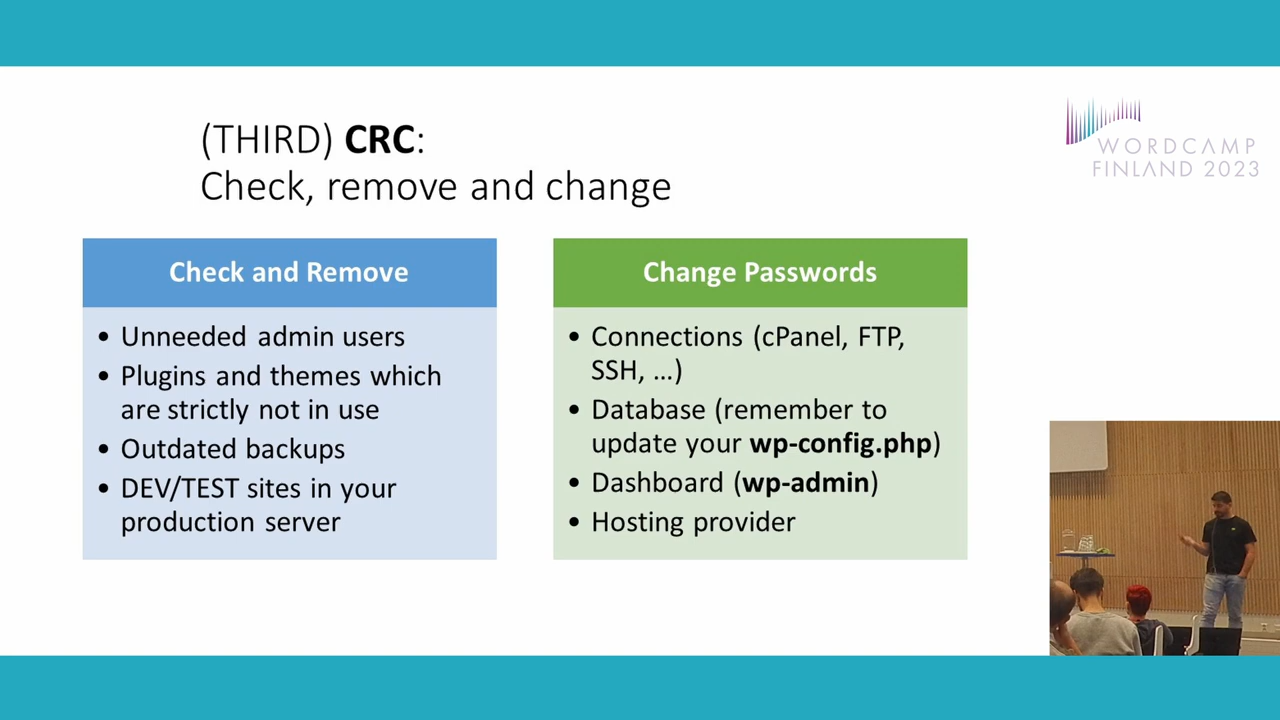 (THIRD) CRC:
Check, remove and change
WORDCAMP
FINLAND 2023
Check and Remove
• Unneeded admin users
• Plugins and themes which
are strictly not in use
• Outdated backups
• DEV/TEST sites in your
production server
Change Passwords
• Connections (cPanel, FTP,
SSH, ...)
• Database (remember to
update your wp-config.php)
• Dashboard (wp-admin)
• Hosting provider